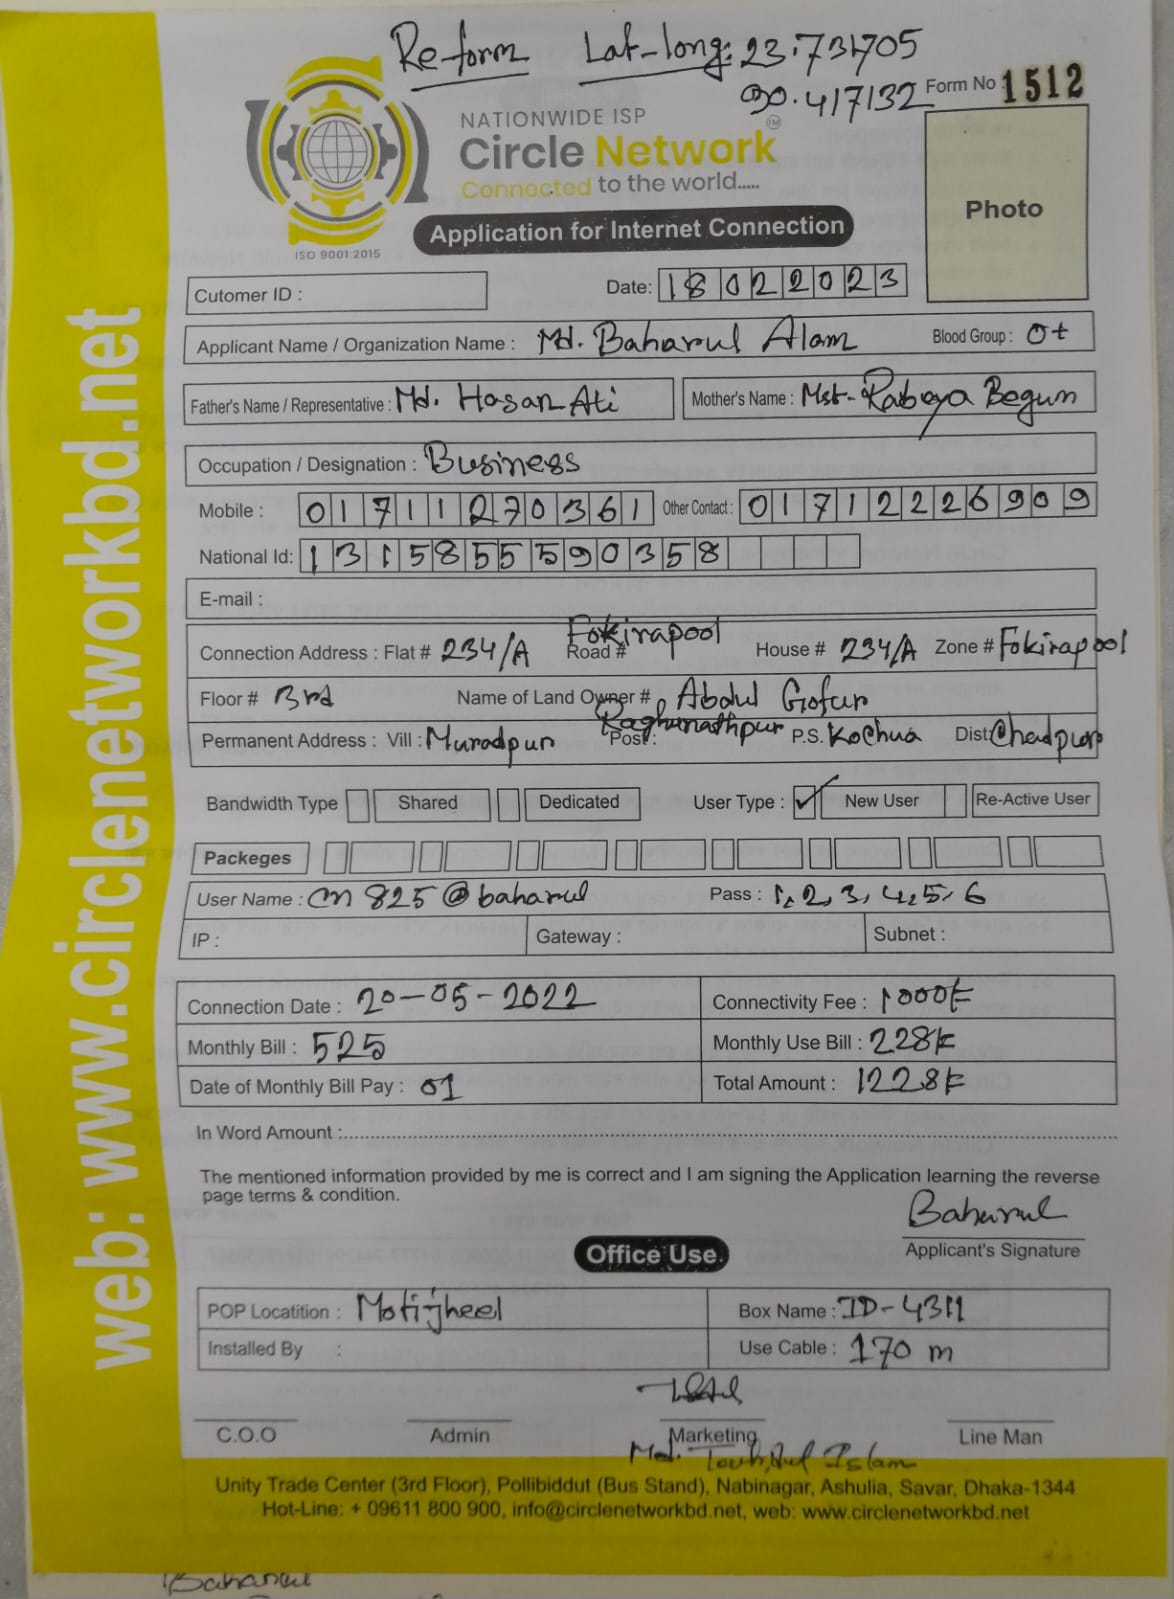 Re-form Lat-long: 23.731705
90.417132
Form No 1512
NATIONWIDE ISP
Circle Network
Connected to the world.....
ISO 9001:2015
Application for Internet Connection
Photo
Cutomer ID :
Date: 18022023
Applicant Name / Organization Name : Md. Baharul Alam Blood Group : O+
Father's Name / Representative : Md. Hasan Ali Mother's Name : Mst. Rabeya Begum
Occupation / Designation : Business
Mobile : 01711270361 Other Contact : 01712226909
National Id: 1315855590358
E-mail :
Connection Address : Flat # 234/A Road # Fokirapool House # 234/A Zone # Fokirapool
Floor # 3rd Name of Land Owner # Abdul Gofur
Permanent Address : Vill : Muradpur Post : Raghunathpur P.S. Kochua Dist: Chadpur
Bandwidth Type Shared Dedicated User Type : ✓ New User Re-Active User
Packeges
User Name : cn825@baharul Pass : 1,2,3,4,5,6
IP : Gateway : Subnet :
Connection Date : 20-05-2022 Connectivity Fee : 1000৳
Monthly Bill : 525 Monthly Use Bill : 228৳
Date of Monthly Bill Pay : 01 Total Amount : 1228৳
In Word Amount :
The mentioned information provided by me is correct and I am signing the Application learning the reverse
page terms & condition.
Baharul
Applicant's Signature
Office Use.
POP Locatition : Motijheel Box Name : ID-4311
Installed By : Use Cable : 170 m
C.O.O Admin Marketing Line Man
Md. Touhidul Islam
Unity Trade Center (3rd Floor), Pollibiddut (Bus Stand), Nabinagar, Ashulia, Savar, Dhaka-1344
Hot-Line: + 09611 800 900, info@circlenetworkbd.net, web: www.circlenetworkbd.net
Baharul
web: www.circlenetworkbd.net